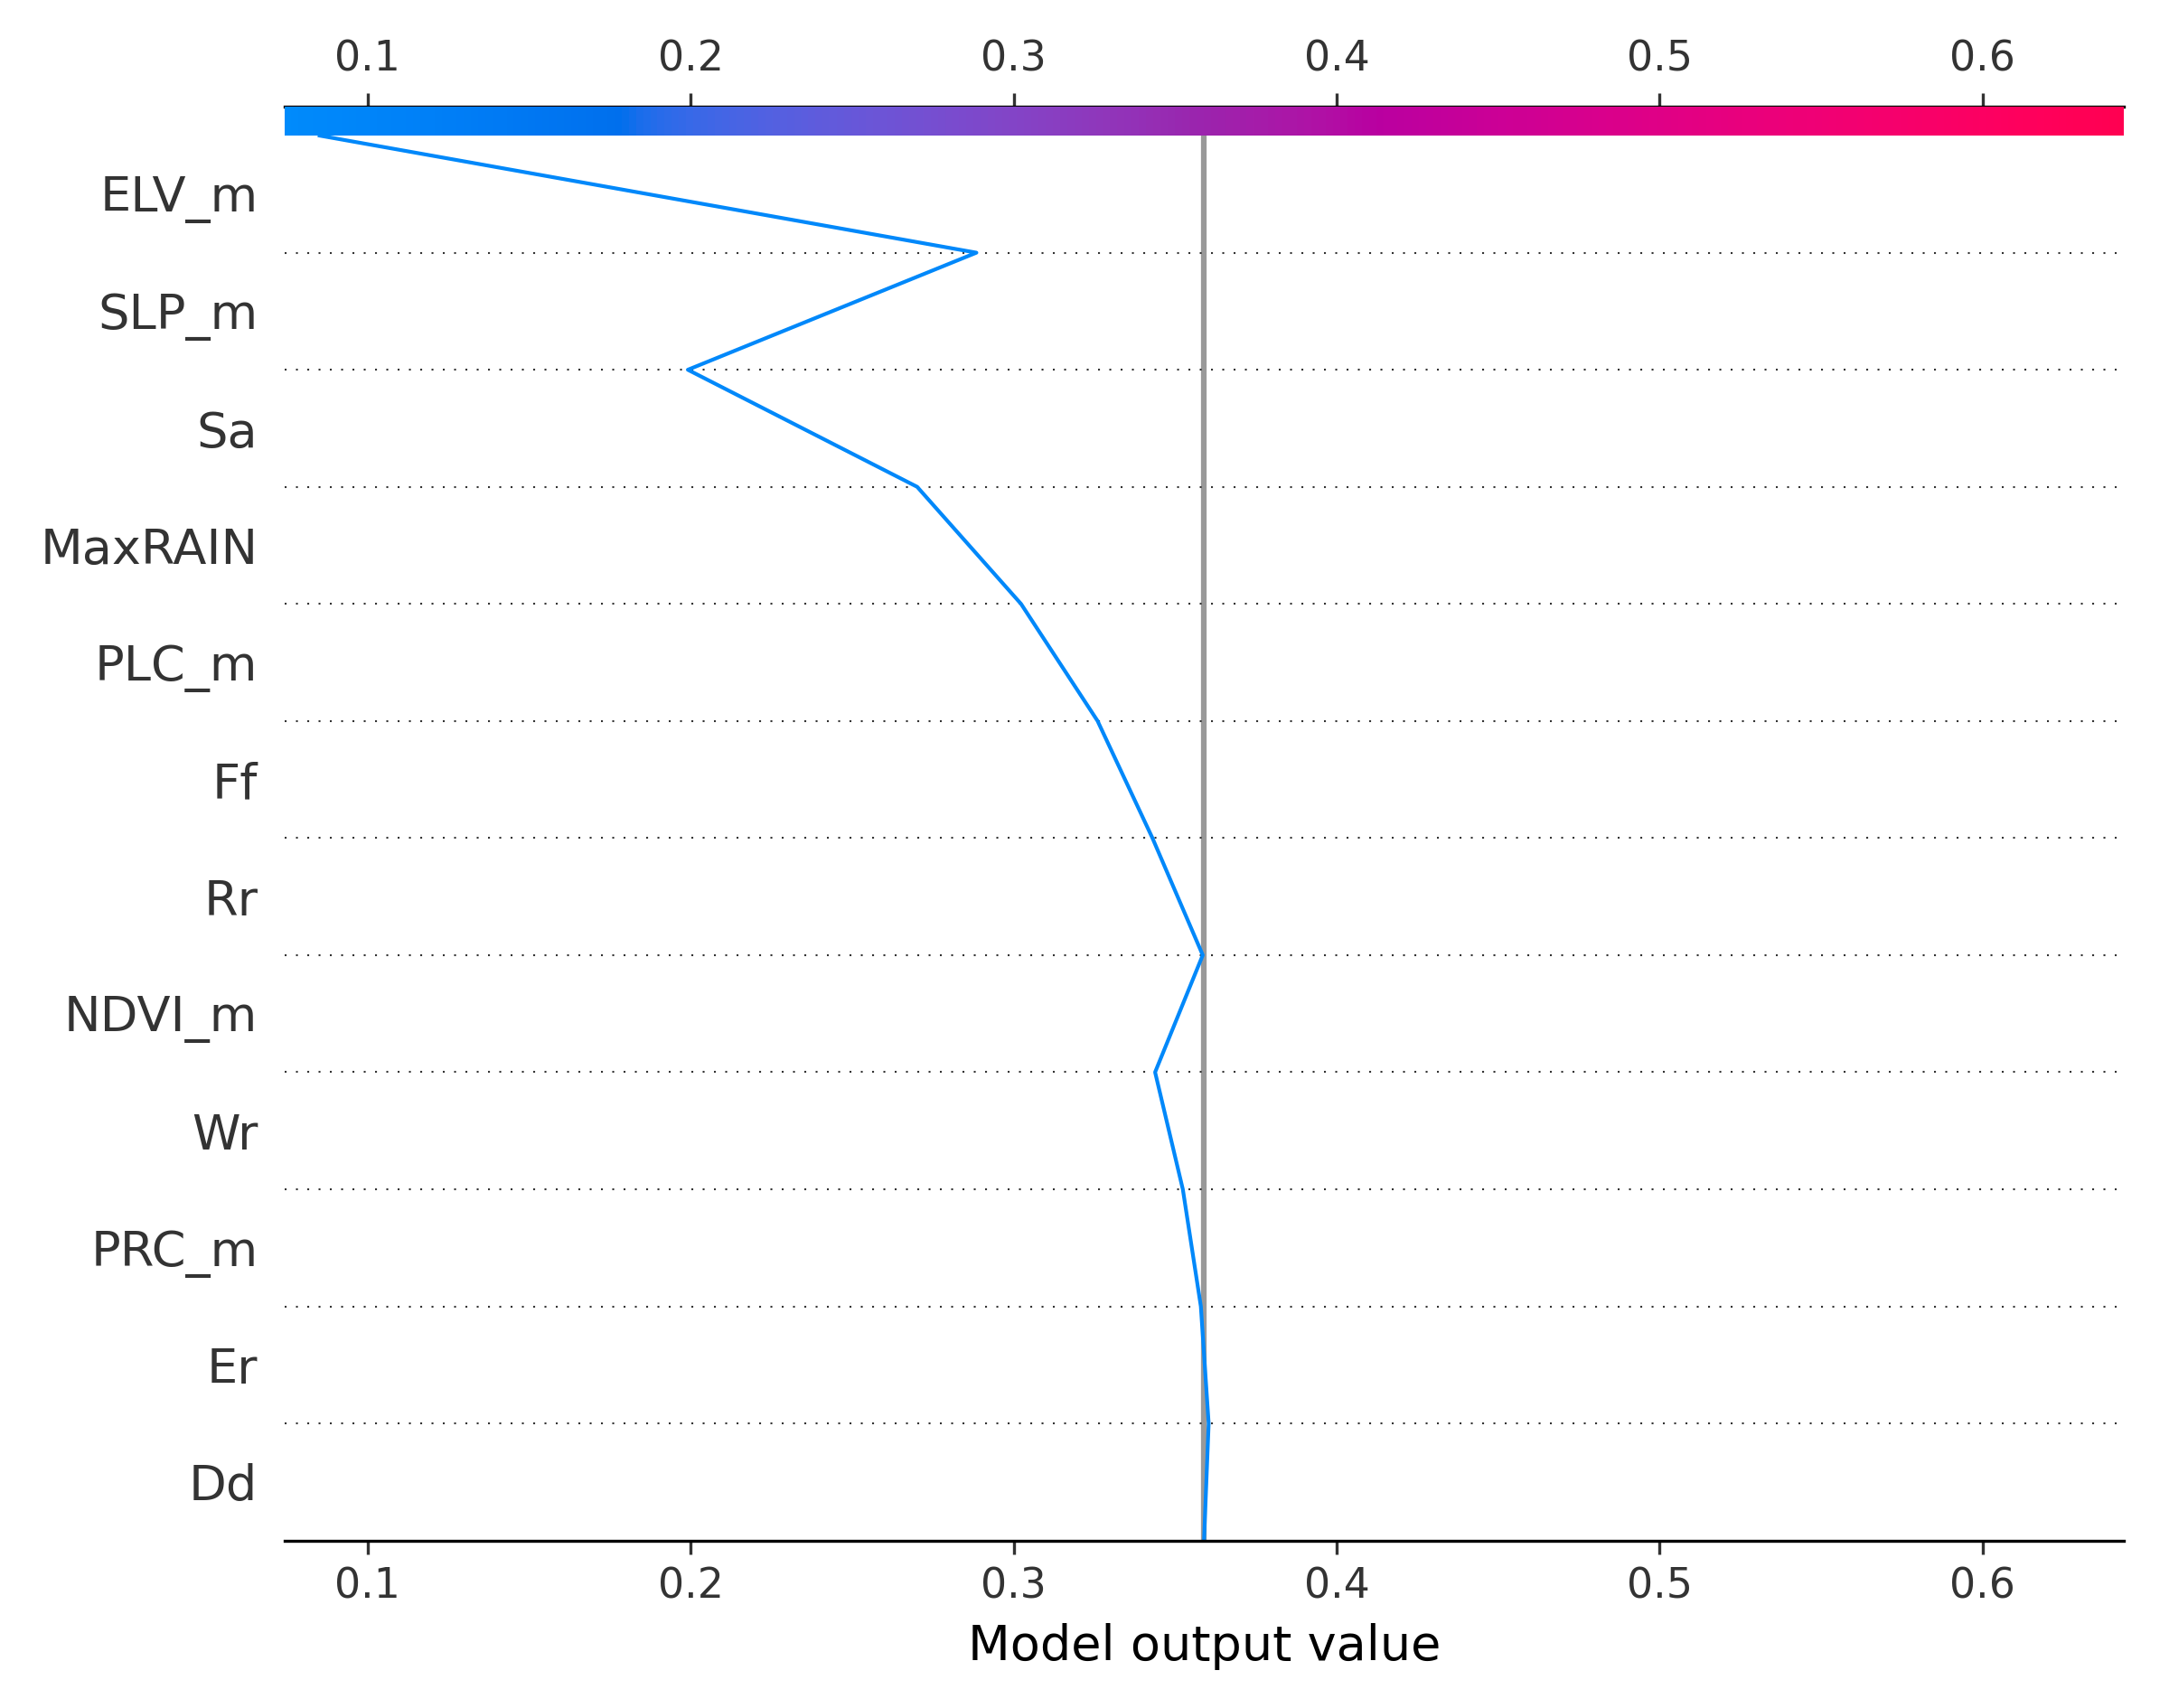 0.1 0.2 0.3 0.4 0.5 0.6
ELV_m
SLP_m
Sa
MaxRAIN
PLC_m
Ff
Rr
NDVI_m
Wr
PRC_m
Er
Dd
0.1 0.2 0.3 0.4 0.5 0.6
Model output value